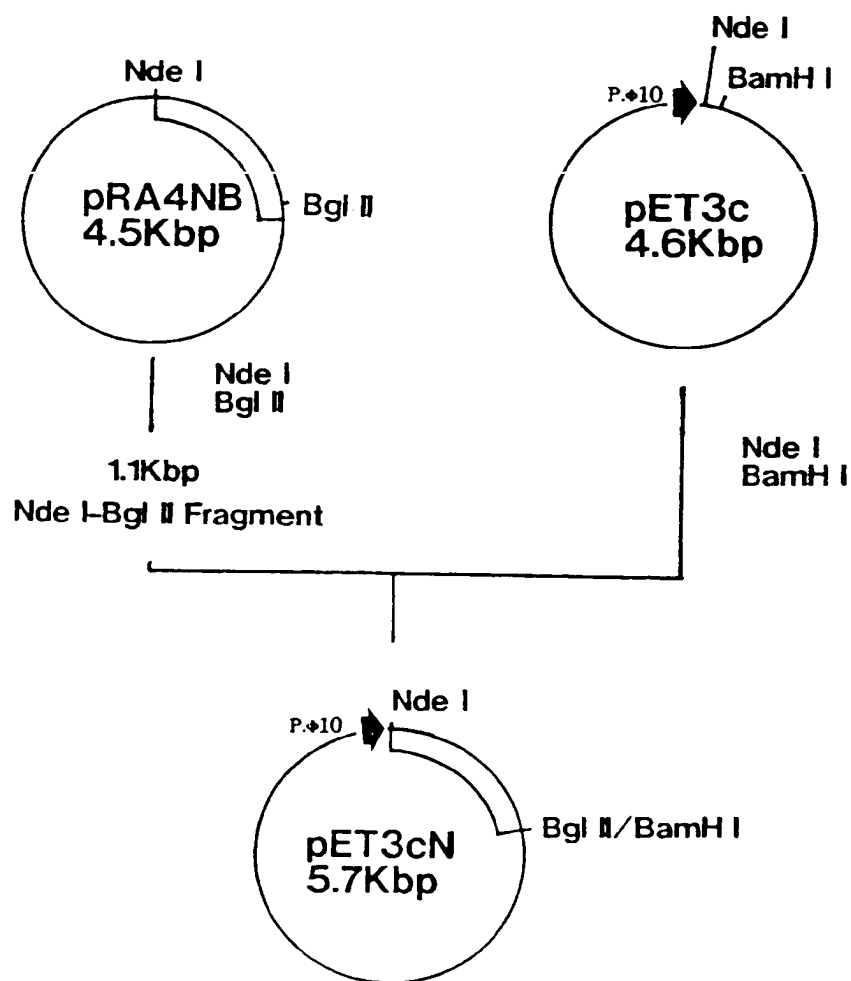 Nde I
pRA4NB
4.5Kbp
Bgl II
Nde I
Bgl II
1.1Kbp
Nde I-Bgl II Fragment
Nde I
P.Φ10
BamH I
pET3c
4.6Kbp
Nde I
BamH I
P.Φ10
Nde I
Bgl II/BamH I
pET3cN
5.7Kbp